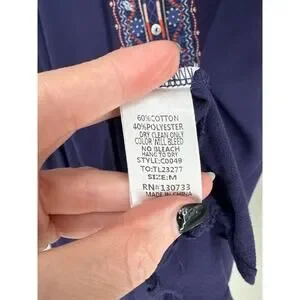 60%COTTON
40%POLYESTER
DRY CLEAN ONLY
COLOR WILL BLEED
NO BLEACH
HANG TO DRY
STYLE:C0049
TO:TL23277
SIZE:M
RN#130733
MADE IN CHINA